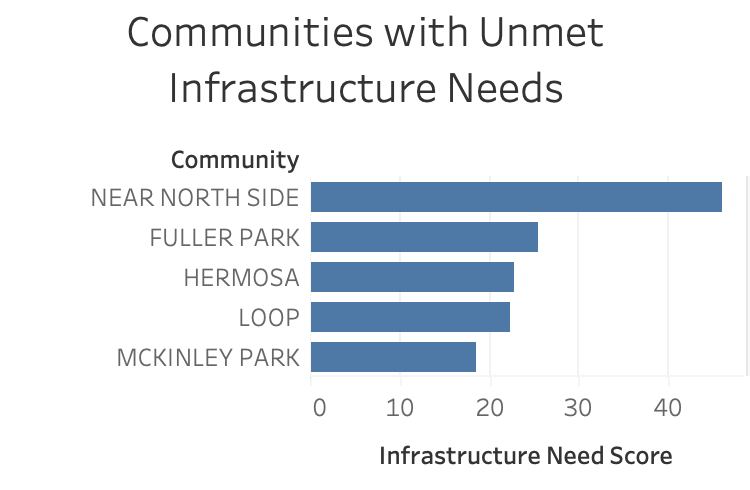 Communities with Unmet
Infrastructure Needs
Community
NEAR NORTH SIDE
FULLER PARK
HERMOSA
LOOP
MCKINLEY PARK
0 10 20 30 40
Infrastructure Need Score